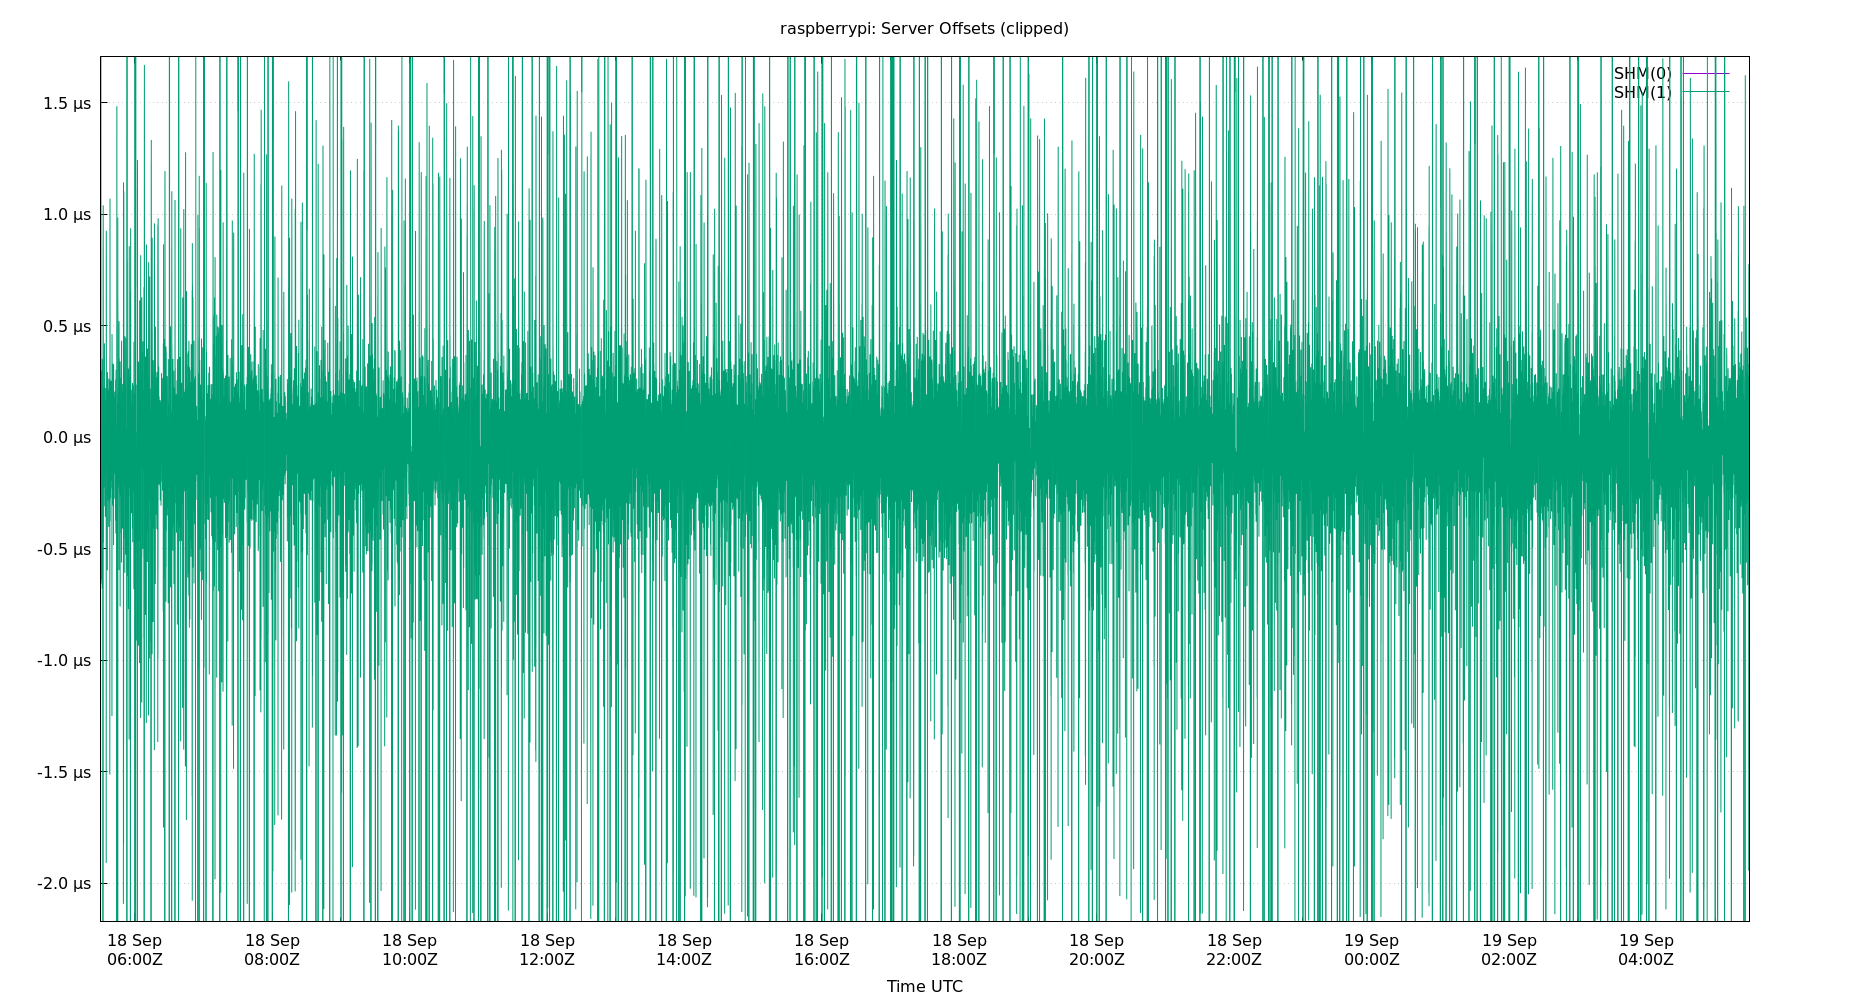 raspberrypi: Server Offsets (clipped)
SHM(0)
SHM(1)
1.5 µs
1.0 µs
0.5 µs
0.0 µs
-0.5 µs
-1.0 µs
-1.5 µs
-2.0 µs
18 Sep 18 Sep 18 Sep 18 Sep 18 Sep 18 Sep 18 Sep 18 Sep 18 Sep 19 Sep 19 Sep 19 Sep
06:00Z 08:00Z 10:00Z 12:00Z 14:00Z 16:00Z 18:00Z 20:00Z 22:00Z 00:00Z 02:00Z 04:00Z
Time UTC